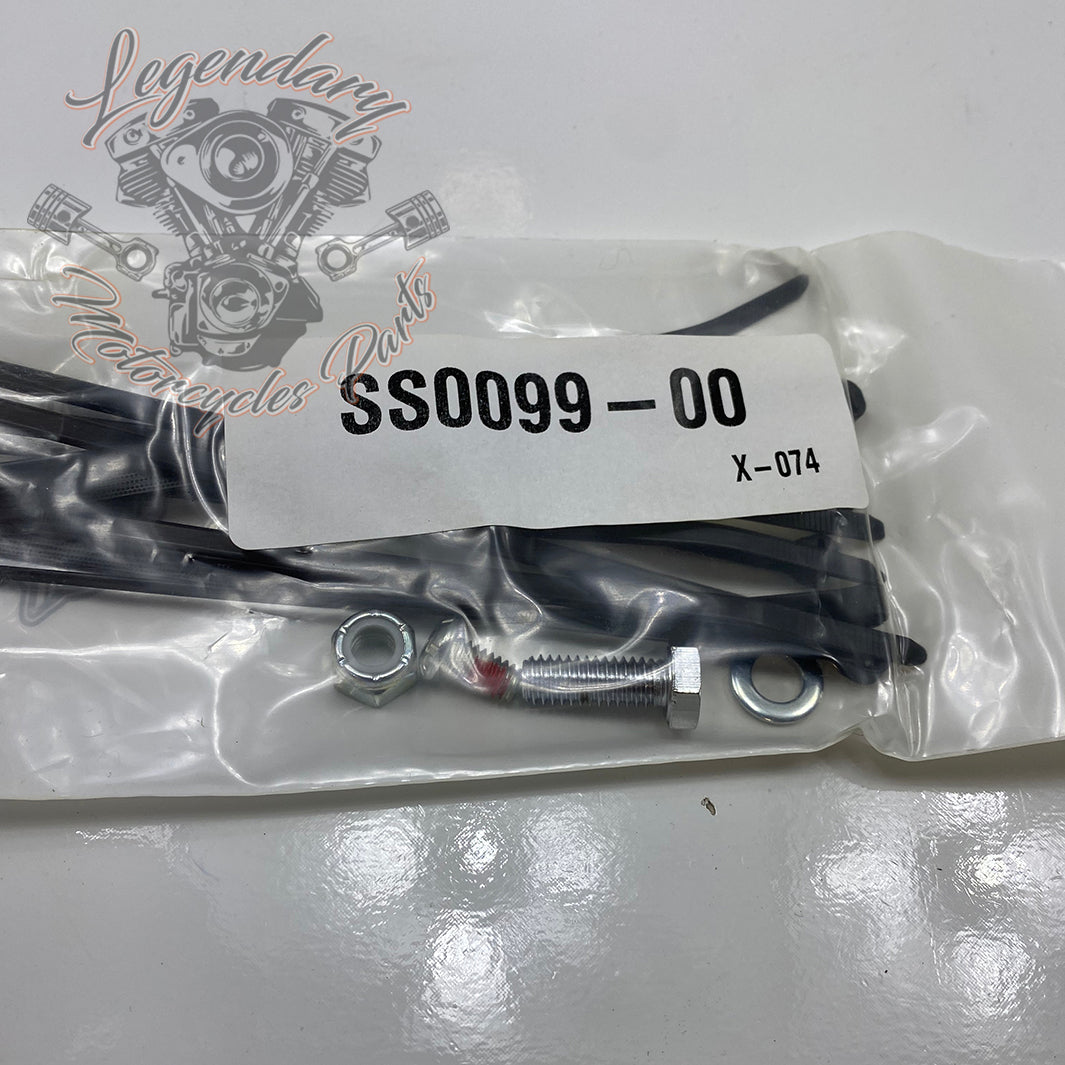 Legendary
Motorcycles Parts
SS0099-00
X-074